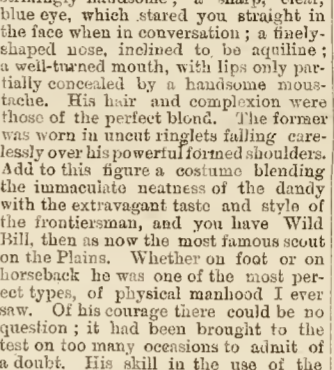 handsome ; a sharp, clear,
blue eye, which stared you straight in
the face when in conversation ; a finely-
shaped nose, inclined to be aquiline ;
a well-turned mouth, with lips only par-
tially concealed by a handsome mous-
tache. His hair and complexion were
those of the perfect blond. The former
was worn in uncut ringlets falling care-
lessly over his powerful formed shoulders.
Add to this figure a costume blending
the immaculate neatness of the dandy
with the extravagant taste and style of
the frontiersman, and you have Wild
Bill, then as now the most famous scout
on the Plains. Whether on foot or on
horseback he was one of the most per-
ect types, of physical manhood I ever
saw. Of his courage there could be no
question ; it had been brought to the
test on too many occasions to admit of
a doubt. His skill in the use of the